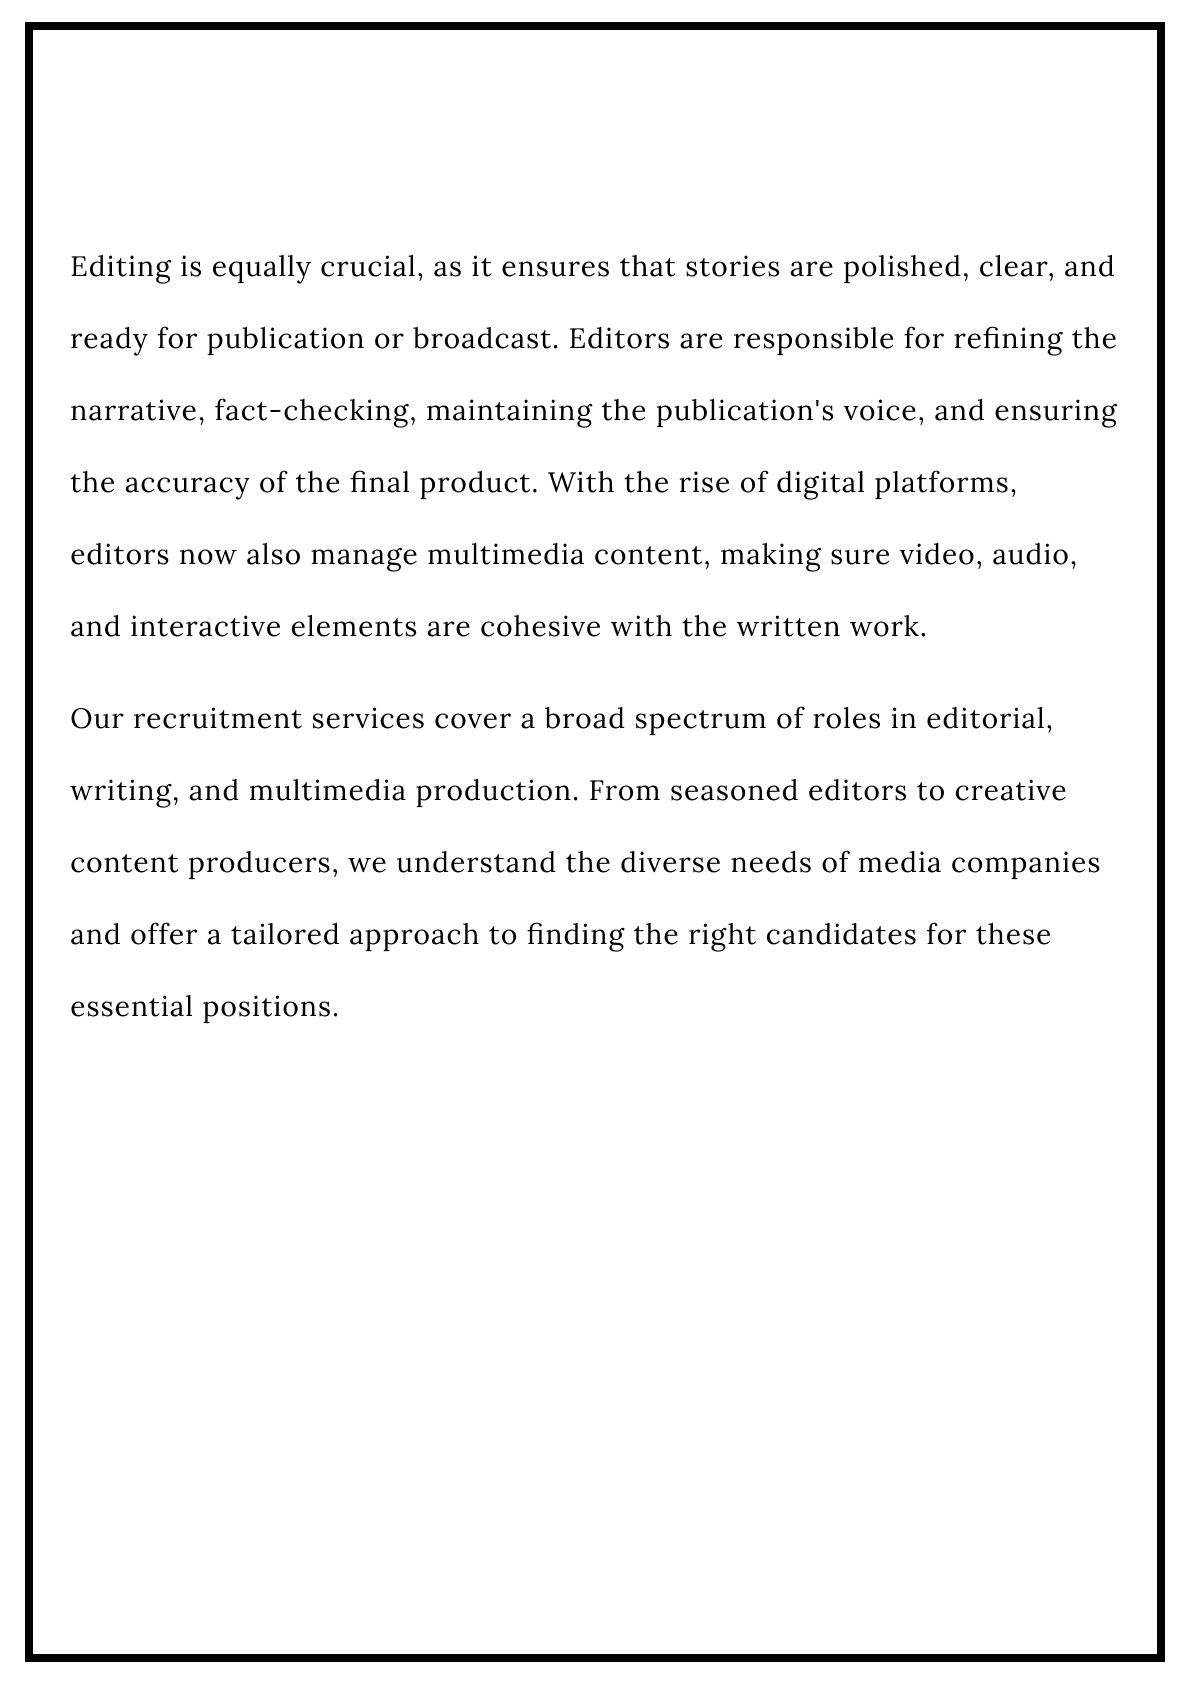 Editing is equally crucial, as it ensures that stories are polished, clear, and
ready for publication or broadcast. Editors are responsible for refining the
narrative, fact-checking, maintaining the publication's voice, and ensuring
the accuracy of the final product. With the rise of digital platforms,
editors now also manage multimedia content, making sure video, audio,
and interactive elements are cohesive with the written work.
Our recruitment services cover a broad spectrum of roles in editorial,
writing, and multimedia production. From seasoned editors to creative
content producers, we understand the diverse needs of media companies
and offer a tailored approach to finding the right candidates for these
essential positions.